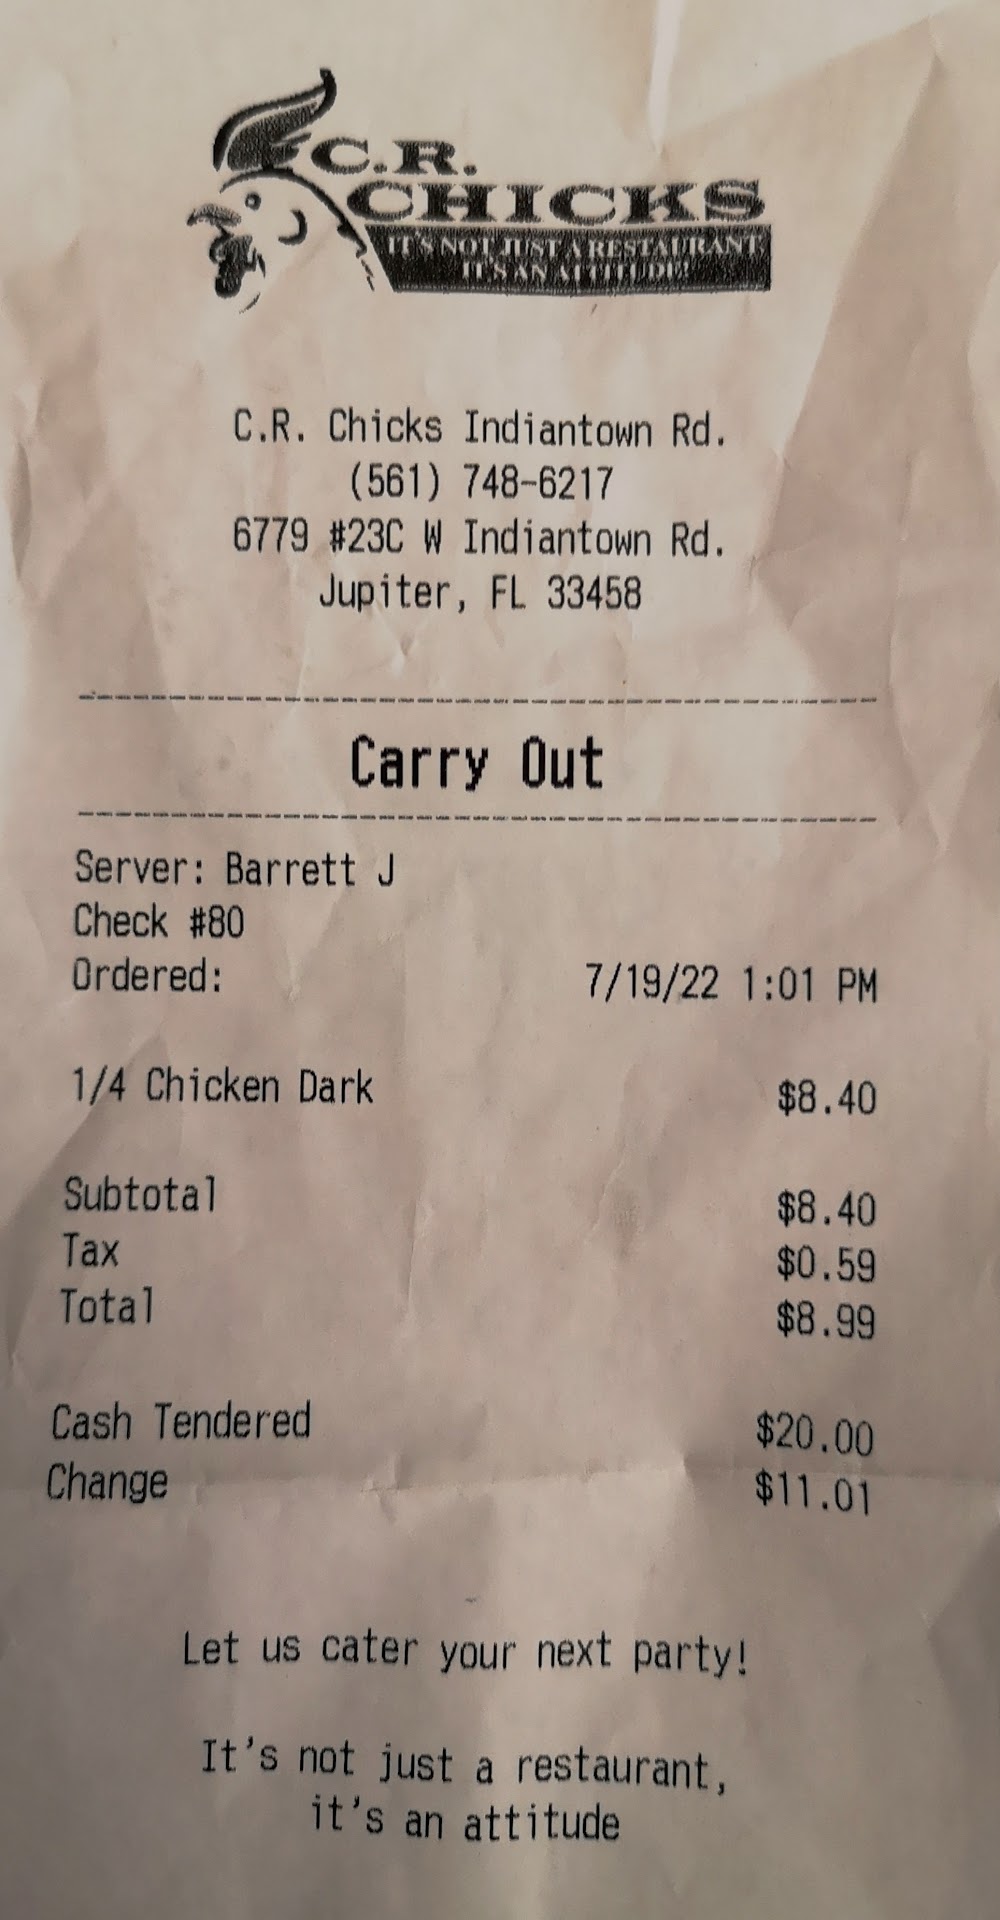 C.R.
CHICKS
IT'S NOT JUST A RESTAURANT
IT'S AN ATTITUDE!
C.R. Chicks Indiantown Rd.
(561) 748-6217
6779 #23C W Indiantown Rd.
Jupiter, FL 33458
Carry Out
Server: Barrett J
Check #80
Ordered: 7/19/22 1:01 PM
1/4 Chicken Dark $8.40
Subtotal $8.40
Tax $0.59
Total $8.99
Cash Tendered $20.00
Change $11.01
Let us cater your next party!
It's not just a restaurant,
it's an attitude